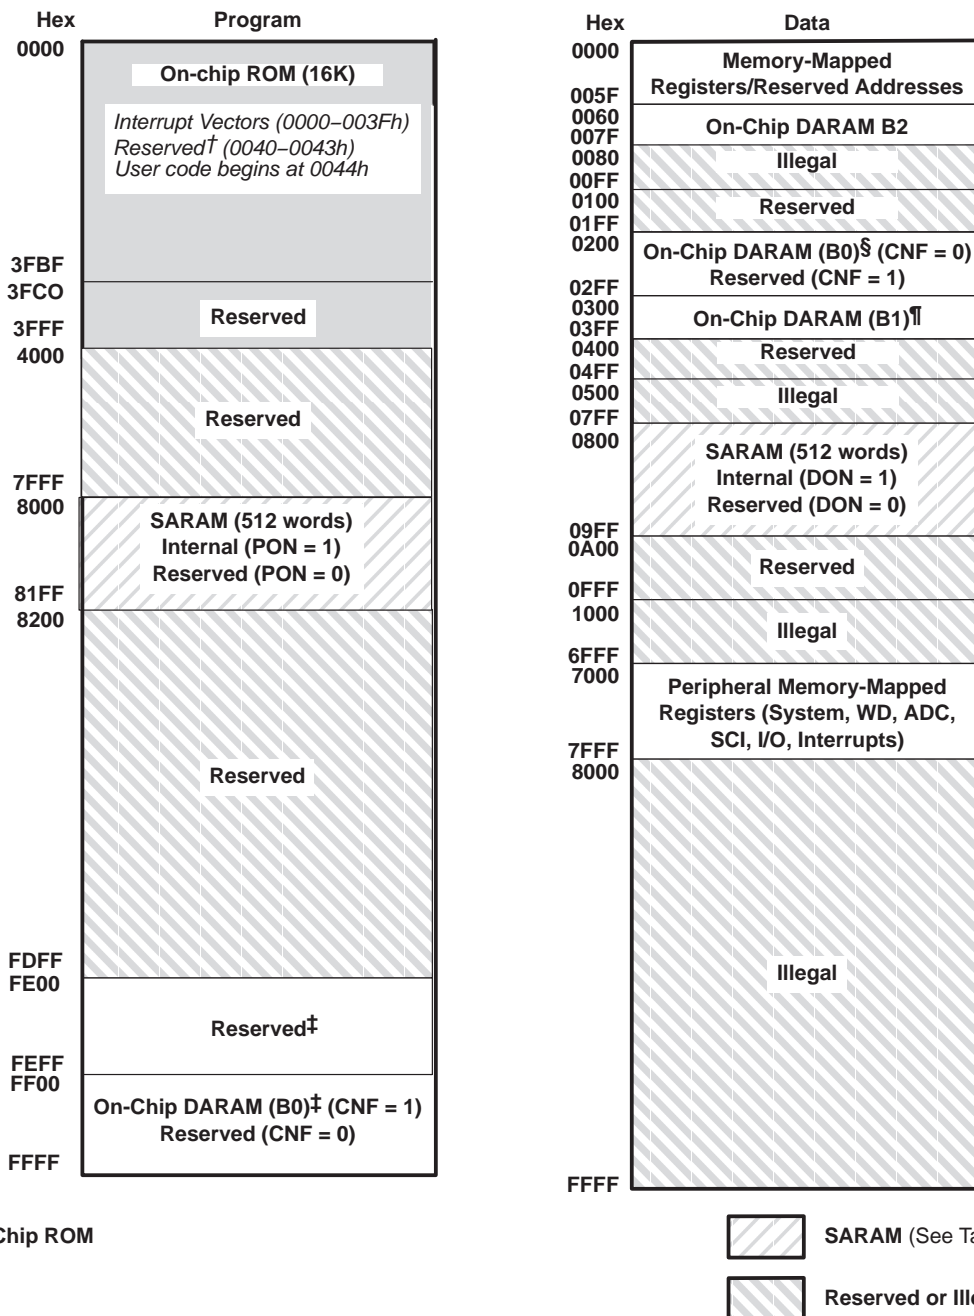 Hex Program
0000
On-chip ROM (16K)
Interrupt Vectors (0000–003Fh)
Reserved† (0040–0043h)
User code begins at 0044h
3FBF
3FCO
Reserved
3FFF
4000
Reserved
7FFF
8000
SARAM (512 words)
Internal (PON = 1)
Reserved (PON = 0)
81FF
8200
Reserved
FDFF
FE00
Reserved‡
FEFF
FF00
On-Chip DARAM (B0)‡ (CNF = 1)
Reserved (CNF = 0)
FFFF
Hex Data
0000
Memory-Mapped
Registers/Reserved Addresses
005F
0060
On-Chip DARAM B2
007F
0080
Illegal
00FF
0100
Reserved
01FF
0200
On-Chip DARAM (B0)§ (CNF = 0)
Reserved (CNF = 1)
02FF
0300
On-Chip DARAM (B1)¶
03FF
0400
Reserved
04FF
0500
Illegal
07FF
0800
SARAM (512 words)
Internal (DON = 1)
Reserved (DON = 0)
09FF
0A00
Reserved
0FFF
1000
Illegal
6FFF
7000
Peripheral Memory-Mapped
Registers (System, WD, ADC,
SCI, I/O, Interrupts)
7FFF
8000
Illegal
FFFF
Chip ROM
SARAM (See
Reserved or